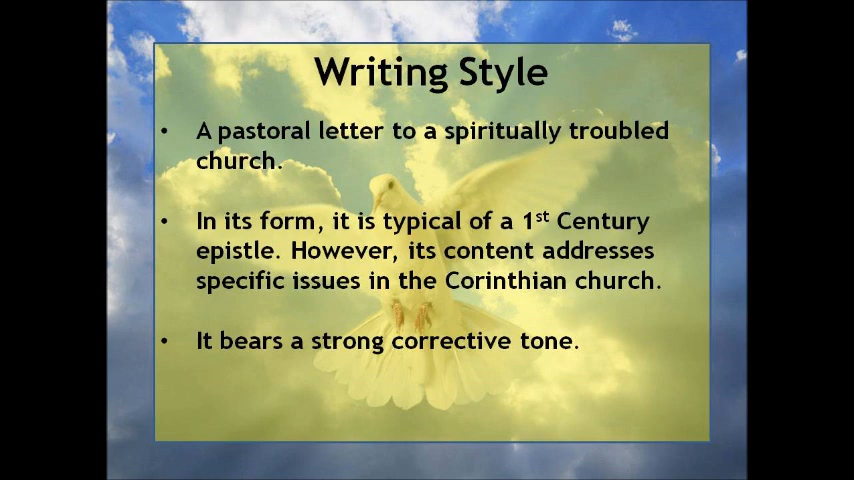 Writing Style
• A pastoral letter to a spiritually troubled
church.
• In its form, it is typical of a 1st Century
epistle. However, its content addresses
specific issues in the Corinthian church.
• It bears a strong corrective tone.